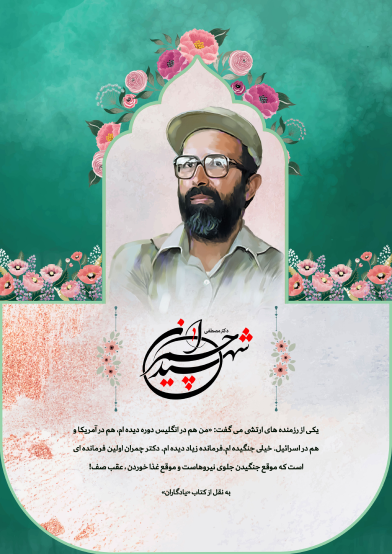 دکتر مصطفی
شهید چمران
یکی از رزمنده های ارتشی می گفت: «من هم در انگلیس دوره دیده ام، هم در آمریکا و
هم در اسرائیل. خیلی جنگیده ام.فرمانده زیاد دیده ام. دکتر چمران اولین فرمانده ای
است که موقع جنگیدن جلوی نیروهاست و موقع غذا خوردن ، عقب صف!
به نقل از کتاب «یادگاران»